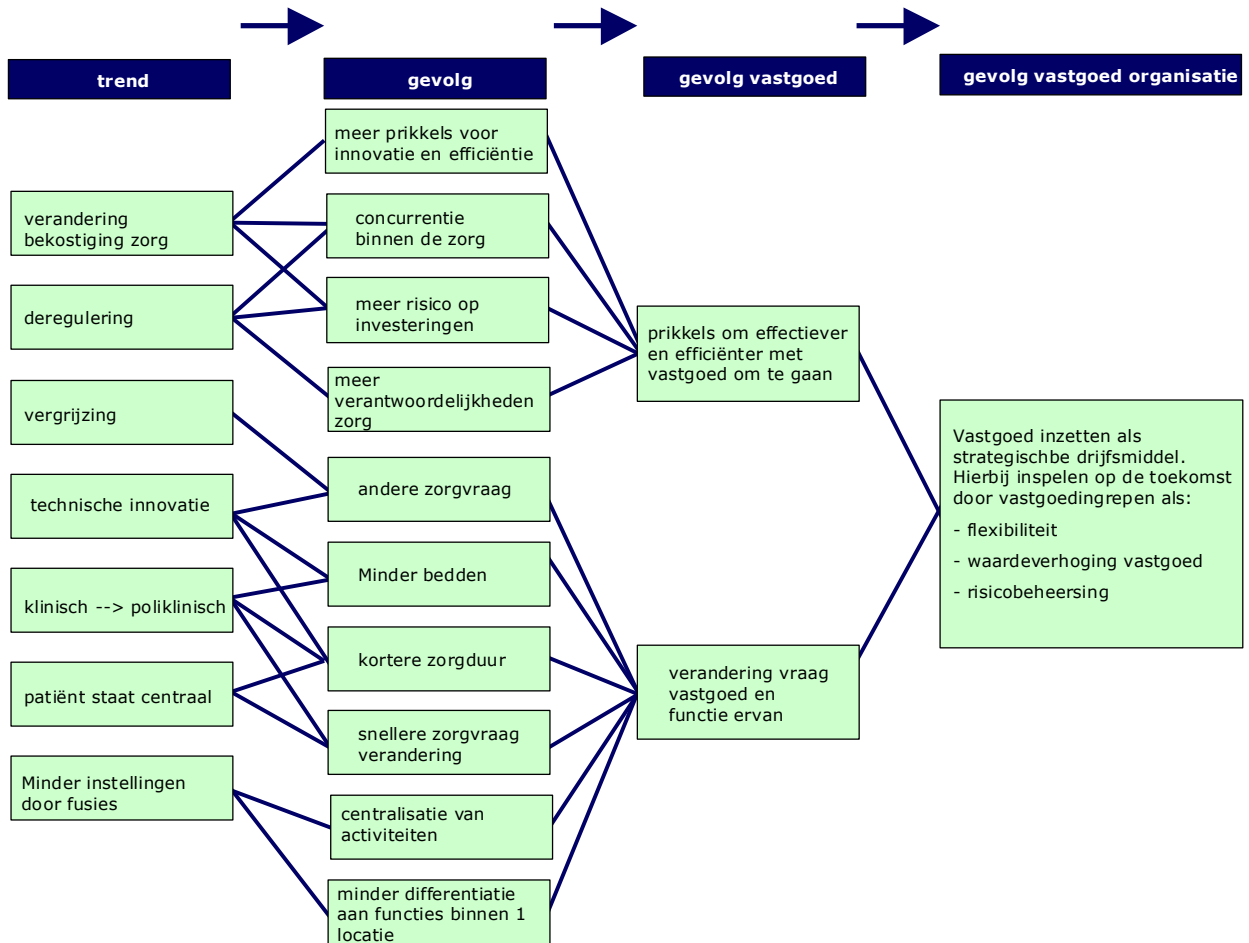 trend
gevolg
gevolg vastgoed
gevolg vastgoed organisatie
verandering
bekostiging zorg
deregulering
vergrijzing
technische innovatie
klinisch --> poliklinisch
patiënt staat centraal
Minder instellingen
door fusies
meer prikkels voor
innovatie en efficiëntie
concurrentie
binnen de zorg
meer risico op
investeringen
meer
verantwoordelijkheden
zorg
andere zorgvraag
Minder bedden
kortere zorgduur
snellere zorgvraag
verandering
centralisatie van
activiteiten
minder differentiatie
aan functies binnen 1
locatie
prikkels om effectiever
en efficiënter met
vastgoed om te gaan
verandering vraag
vastgoed en
functie ervan
Vastgoed inzetten als
strategischbe drijfsmiddel.
Hierbij inspelen op de toekomst
door vastgoedingrepen als:
- flexibiliteit
- waardeverhoging vastgoed
- risicobeheersing